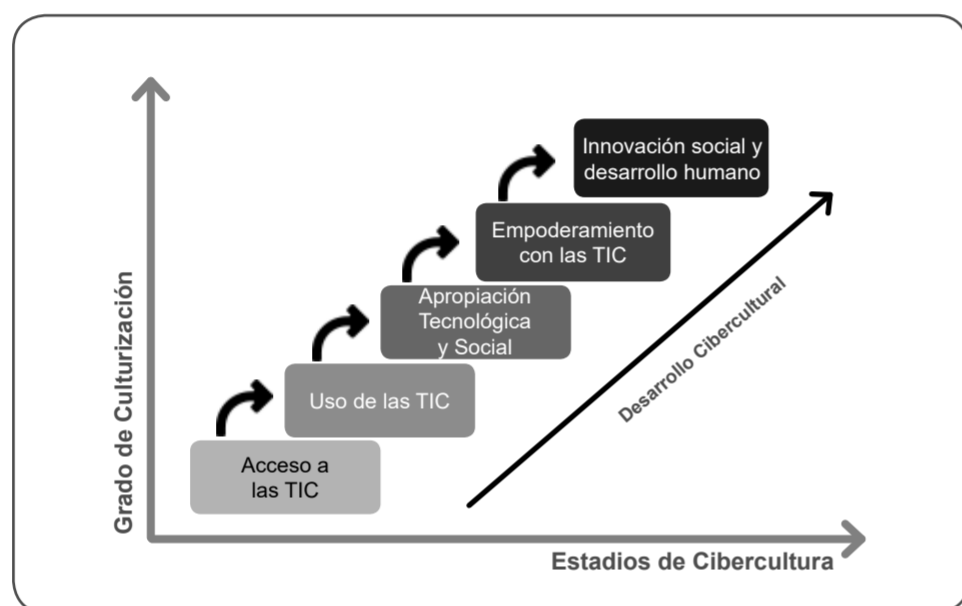 Innovación social y
desarrollo humano
Empoderamiento
con las TIC
Apropiación
Tecnológica
y Social
Uso de las TIC
Acceso a
las TIC
Grado de Culturización
Desarrollo Cibercultural
Estadios de Cibercultura